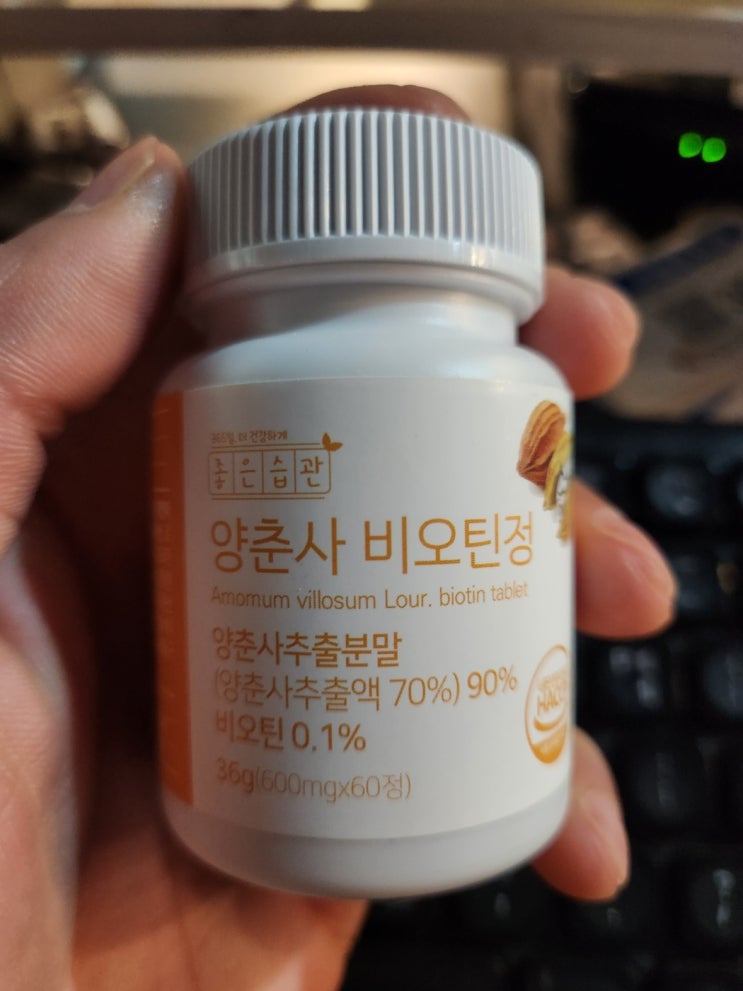 365일, 더 건강하게
좋은습관
양춘사 비오틴정
Amomum villosum Lour. biotin tablet
양춘사추출분말
(양춘사추출액 70%) 90%
비오틴 0.1%
36g(600mgx60정)
HACCP